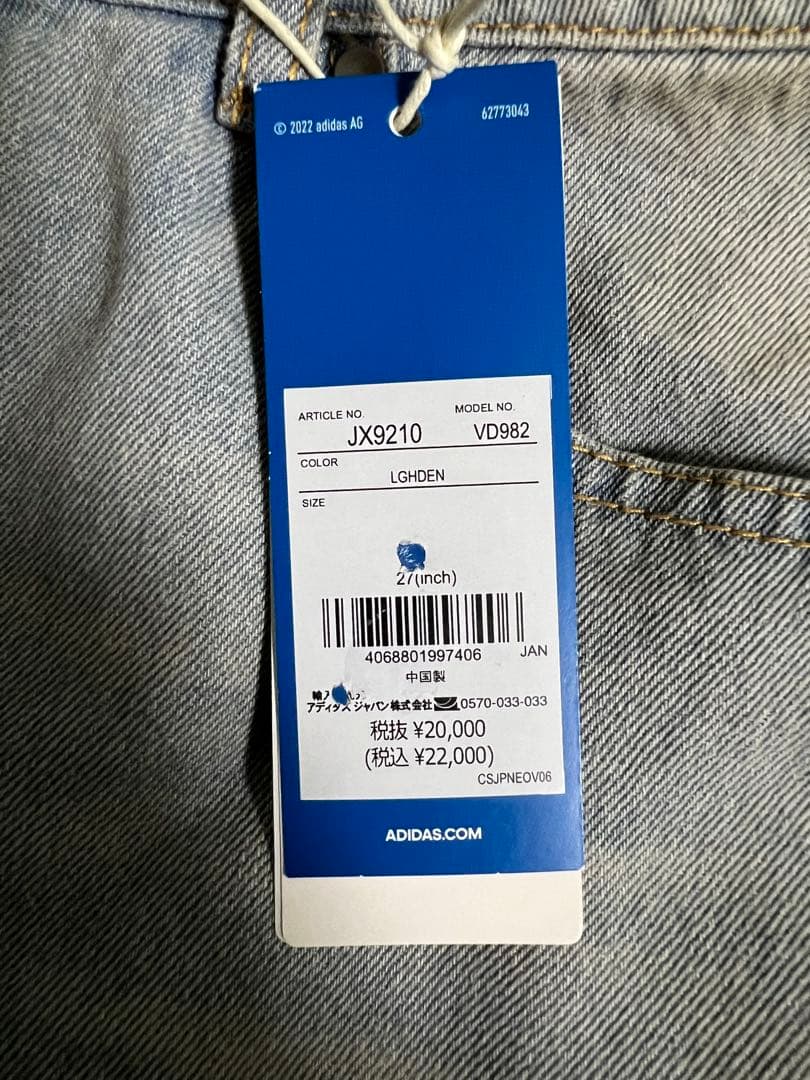 © 2022 adidas AG 62773043
ARTICLE NO. MODEL NO.
JX9210 VD982
COLOR
LGHDEN
SIZE
27(inch)
4068801997406 JAN
中国製
アディダス ジャパン株式会社 0570-033-033
税抜 ¥20,000
(税込 ¥22,000)
CSJPNEOV06
ADIDAS.COM